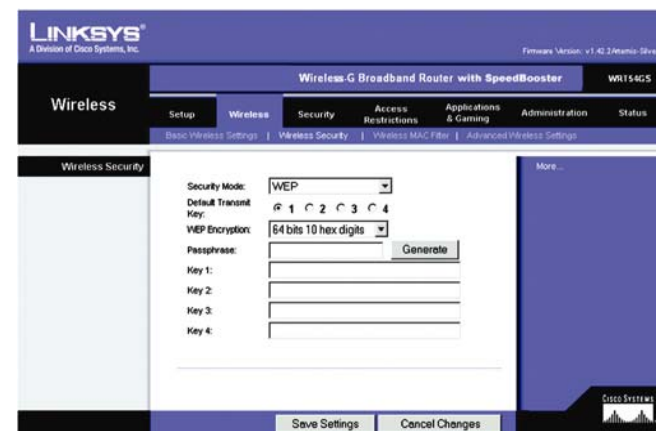 LINKSYS®
A Division of Cisco Systems, Inc.
Firmware Version: v1.42.2
Wireless-G Broadband Router with SpeedBooster WRT54GS
Wireless
Setup Wireless Security Access Restrictions Applications & Gaming Administration Status
Basic Wireless Settings | Wireless Security | Wireless MAC Filter | Advanced Wireless Settings
Wireless Security
More...
Security Mode: WEP
Default Transmit Key: 1 2 3 4
WEP Encryption: 64 bits 10 hex digits
Passphrase: Generate
Key 1:
Key 2:
Key 3:
Key 4:
CISCO SYSTEMS
Save Settings Cancel Changes